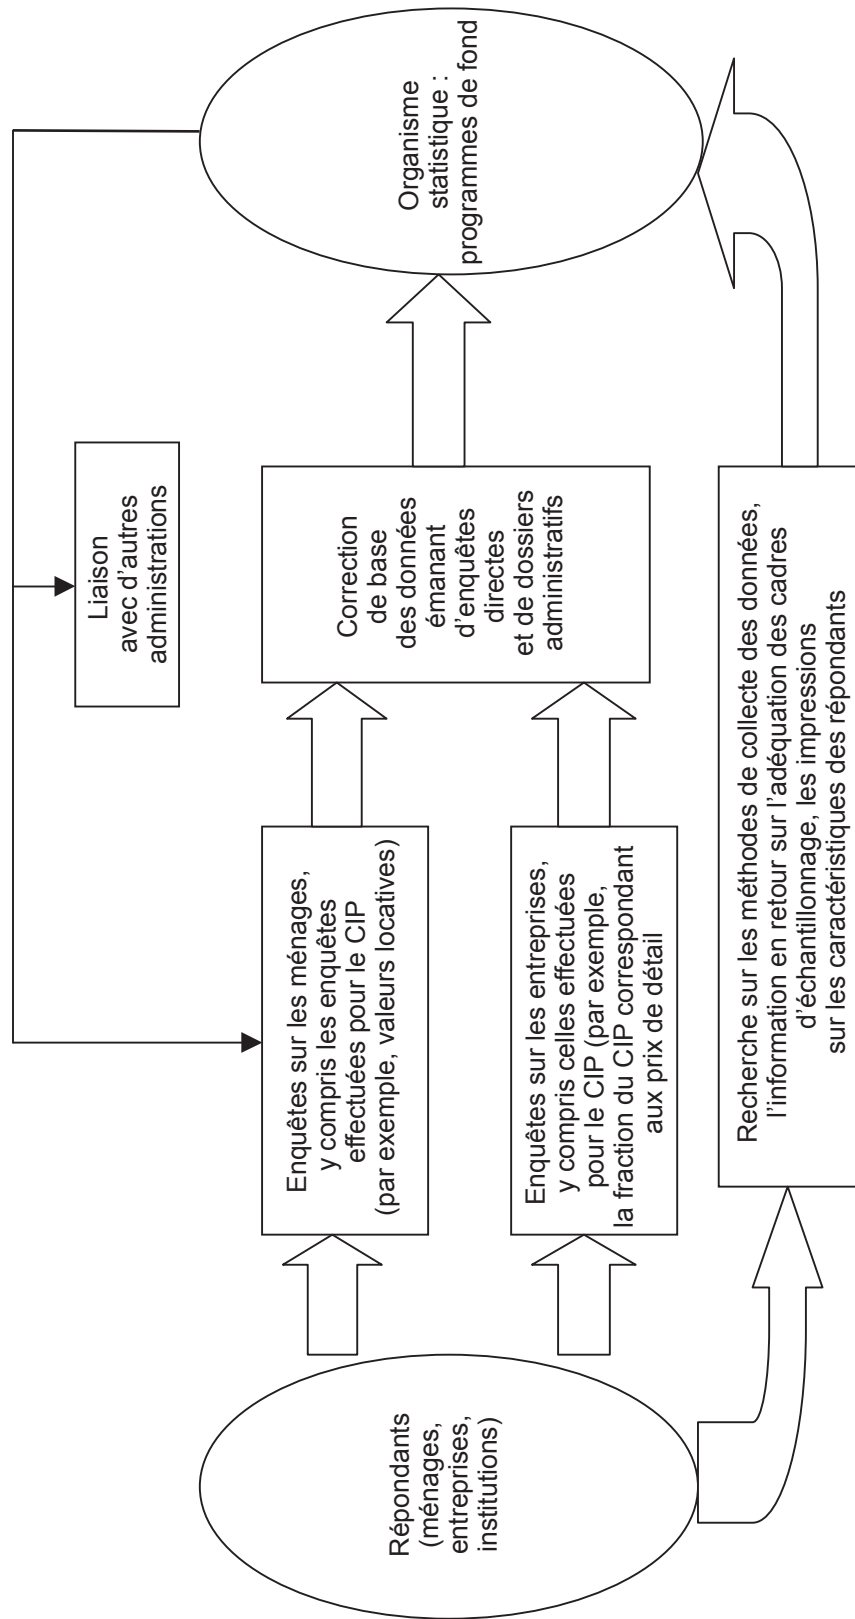 Répondants
(ménages,
entreprises,
institutions)
Enquêtes sur les ménages,
y compris les enquêtes
effectuées pour le CIP
(par exemple, valeurs locatives)
Enquêtes sur les entreprises,
y compris celles effectuées
pour le CIP (par exemple,
la fraction du CIP correspondant
aux prix de détail
Recherche sur les méthodes de collecte des données,
l'information en retour sur l'adéquation des cadres
d'échantillonnage, les impressions
sur les caractéristiques des répondants
Liaison
avec d'autres
administrations
Correction
de base
des données
émanant
d'enquêtes
directes
et de dossiers
administratifs
Organisme
statistique :
programmes de fond